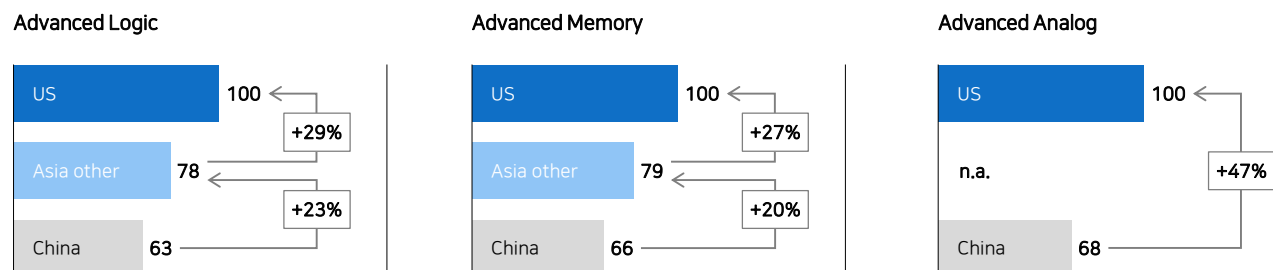 Advanced Logic
US
100
+29%
Asia other
78
+23%
China
63
Advanced Memory
US
100
+27%
Asia other
79
+20%
China
66
Advanced Analog
US
100
n.a.
+47%
China
68